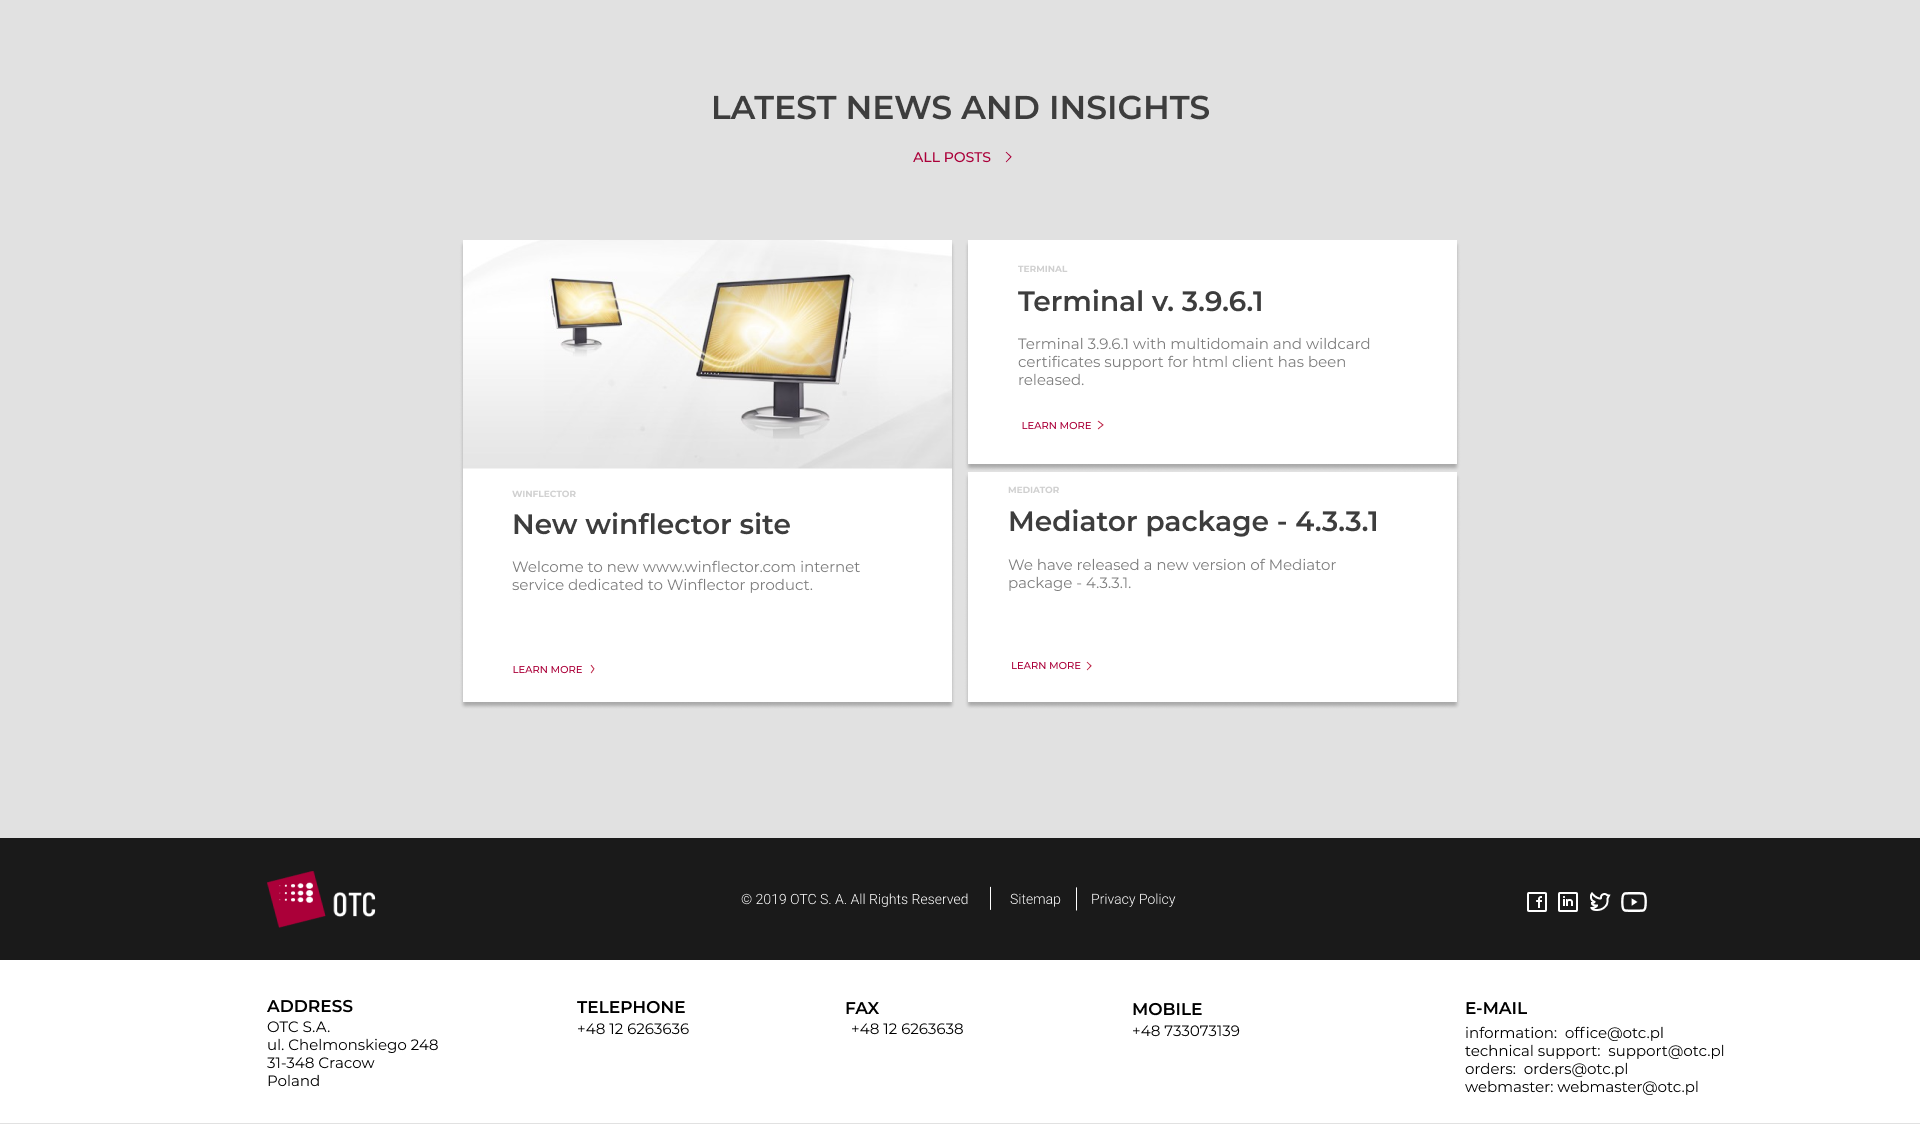 LATEST NEWS AND INSIGHTS
ALL POSTS
WINFLECTOR
New winflector site
Welcome to new www.winflector.com internet
service dedicated to Winflector product.
LEARN MORE
TERMINAL
Terminal v. 3.9.6.1
Terminal 3.9.6.1 with multidomain and wildcard
certificates support for html client has been
released.
LEARN MORE
MEDIATOR
Mediator package - 4.3.3.1
We have released a new version of Mediator
package - 4.3.3.1.
LEARN MORE
OTC
© 2019 OTC S. A. All Rights Reserved
Sitemap
Privacy Policy
ADDRESS
OTC S.A.
ul. Chelmonskiego 248
31-348 Cracow
Poland
TELEPHONE
+48 12 6263636
FAX
+48 12 6263638
MOBILE
+48 733073139
E-MAIL
information: office@otc.pl
technical support: support@otc.pl
orders: orders@otc.pl
webmaster: webmaster@otc.pl